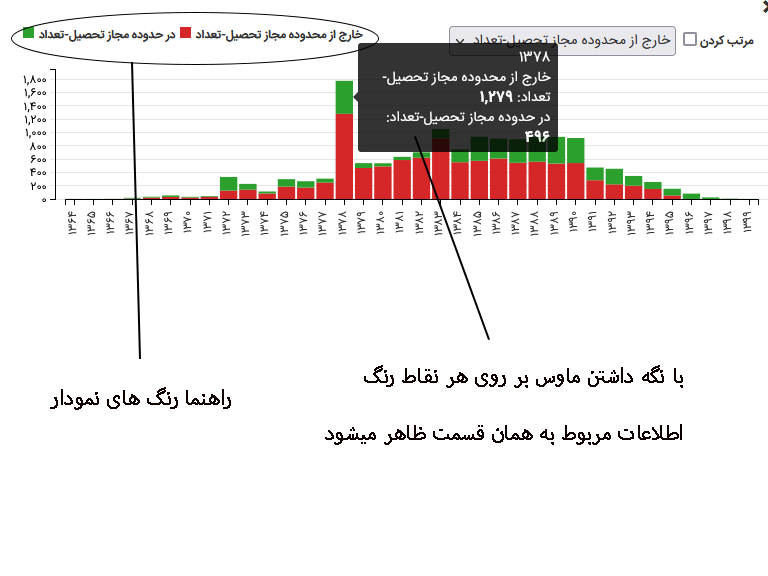 مرتب کردن
خارج از محدوده مجاز تحصیل-تعداد
خارج از محدوده مجاز تحصیل-تعداد در حدوده مجاز تحصیل-تعداد
۱۳۷۸
خارج از محدوده مجاز تحصیل-
تعداد: ۱,۲۷۹
در حدوده مجاز تحصیل-تعداد:
۴۹۶
۱,۸۰۰
۱,۶۰۰
۱,۴۰۰
۱,۲۰۰
۱,۰۰۰
۸۰۰
۶۰۰
۴۰۰
۲۰۰
۰
۱۳۶۴ ۱۳۶۵ ۱۳۶۶ ۱۳۶۷ ۱۳۶۸ ۱۳۶۹ ۱۳۷۰ ۱۳۷۱ ۱۳۷۲ ۱۳۷۳ ۱۳۷۴ ۱۳۷۵ ۱۳۷۶ ۱۳۷۷ ۱۳۷۸ ۱۳۷۹ ۱۳۸۰ ۱۳۸۱ ۱۳۸۲ ۱۳۸۳ ۱۳۸۴ ۱۳۸۵ ۱۳۸۶ ۱۳۸۷ ۱۳۸۸ ۱۳۸۹ ۱۳۹۰ ۱۳۹۱ ۱۳۹۲ ۱۳۹۳ ۱۳۹۴ ۱۳۹۵ ۱۳۹۶ ۱۳۹۷ ۱۳۹۸ ۱۳۹۹
با نگه داشتن ماوس بر روی هر نقاط رنگ
اطلاعات مربوط به همان قسمت ظاهر میشود
راهنما رنگ های نمودار